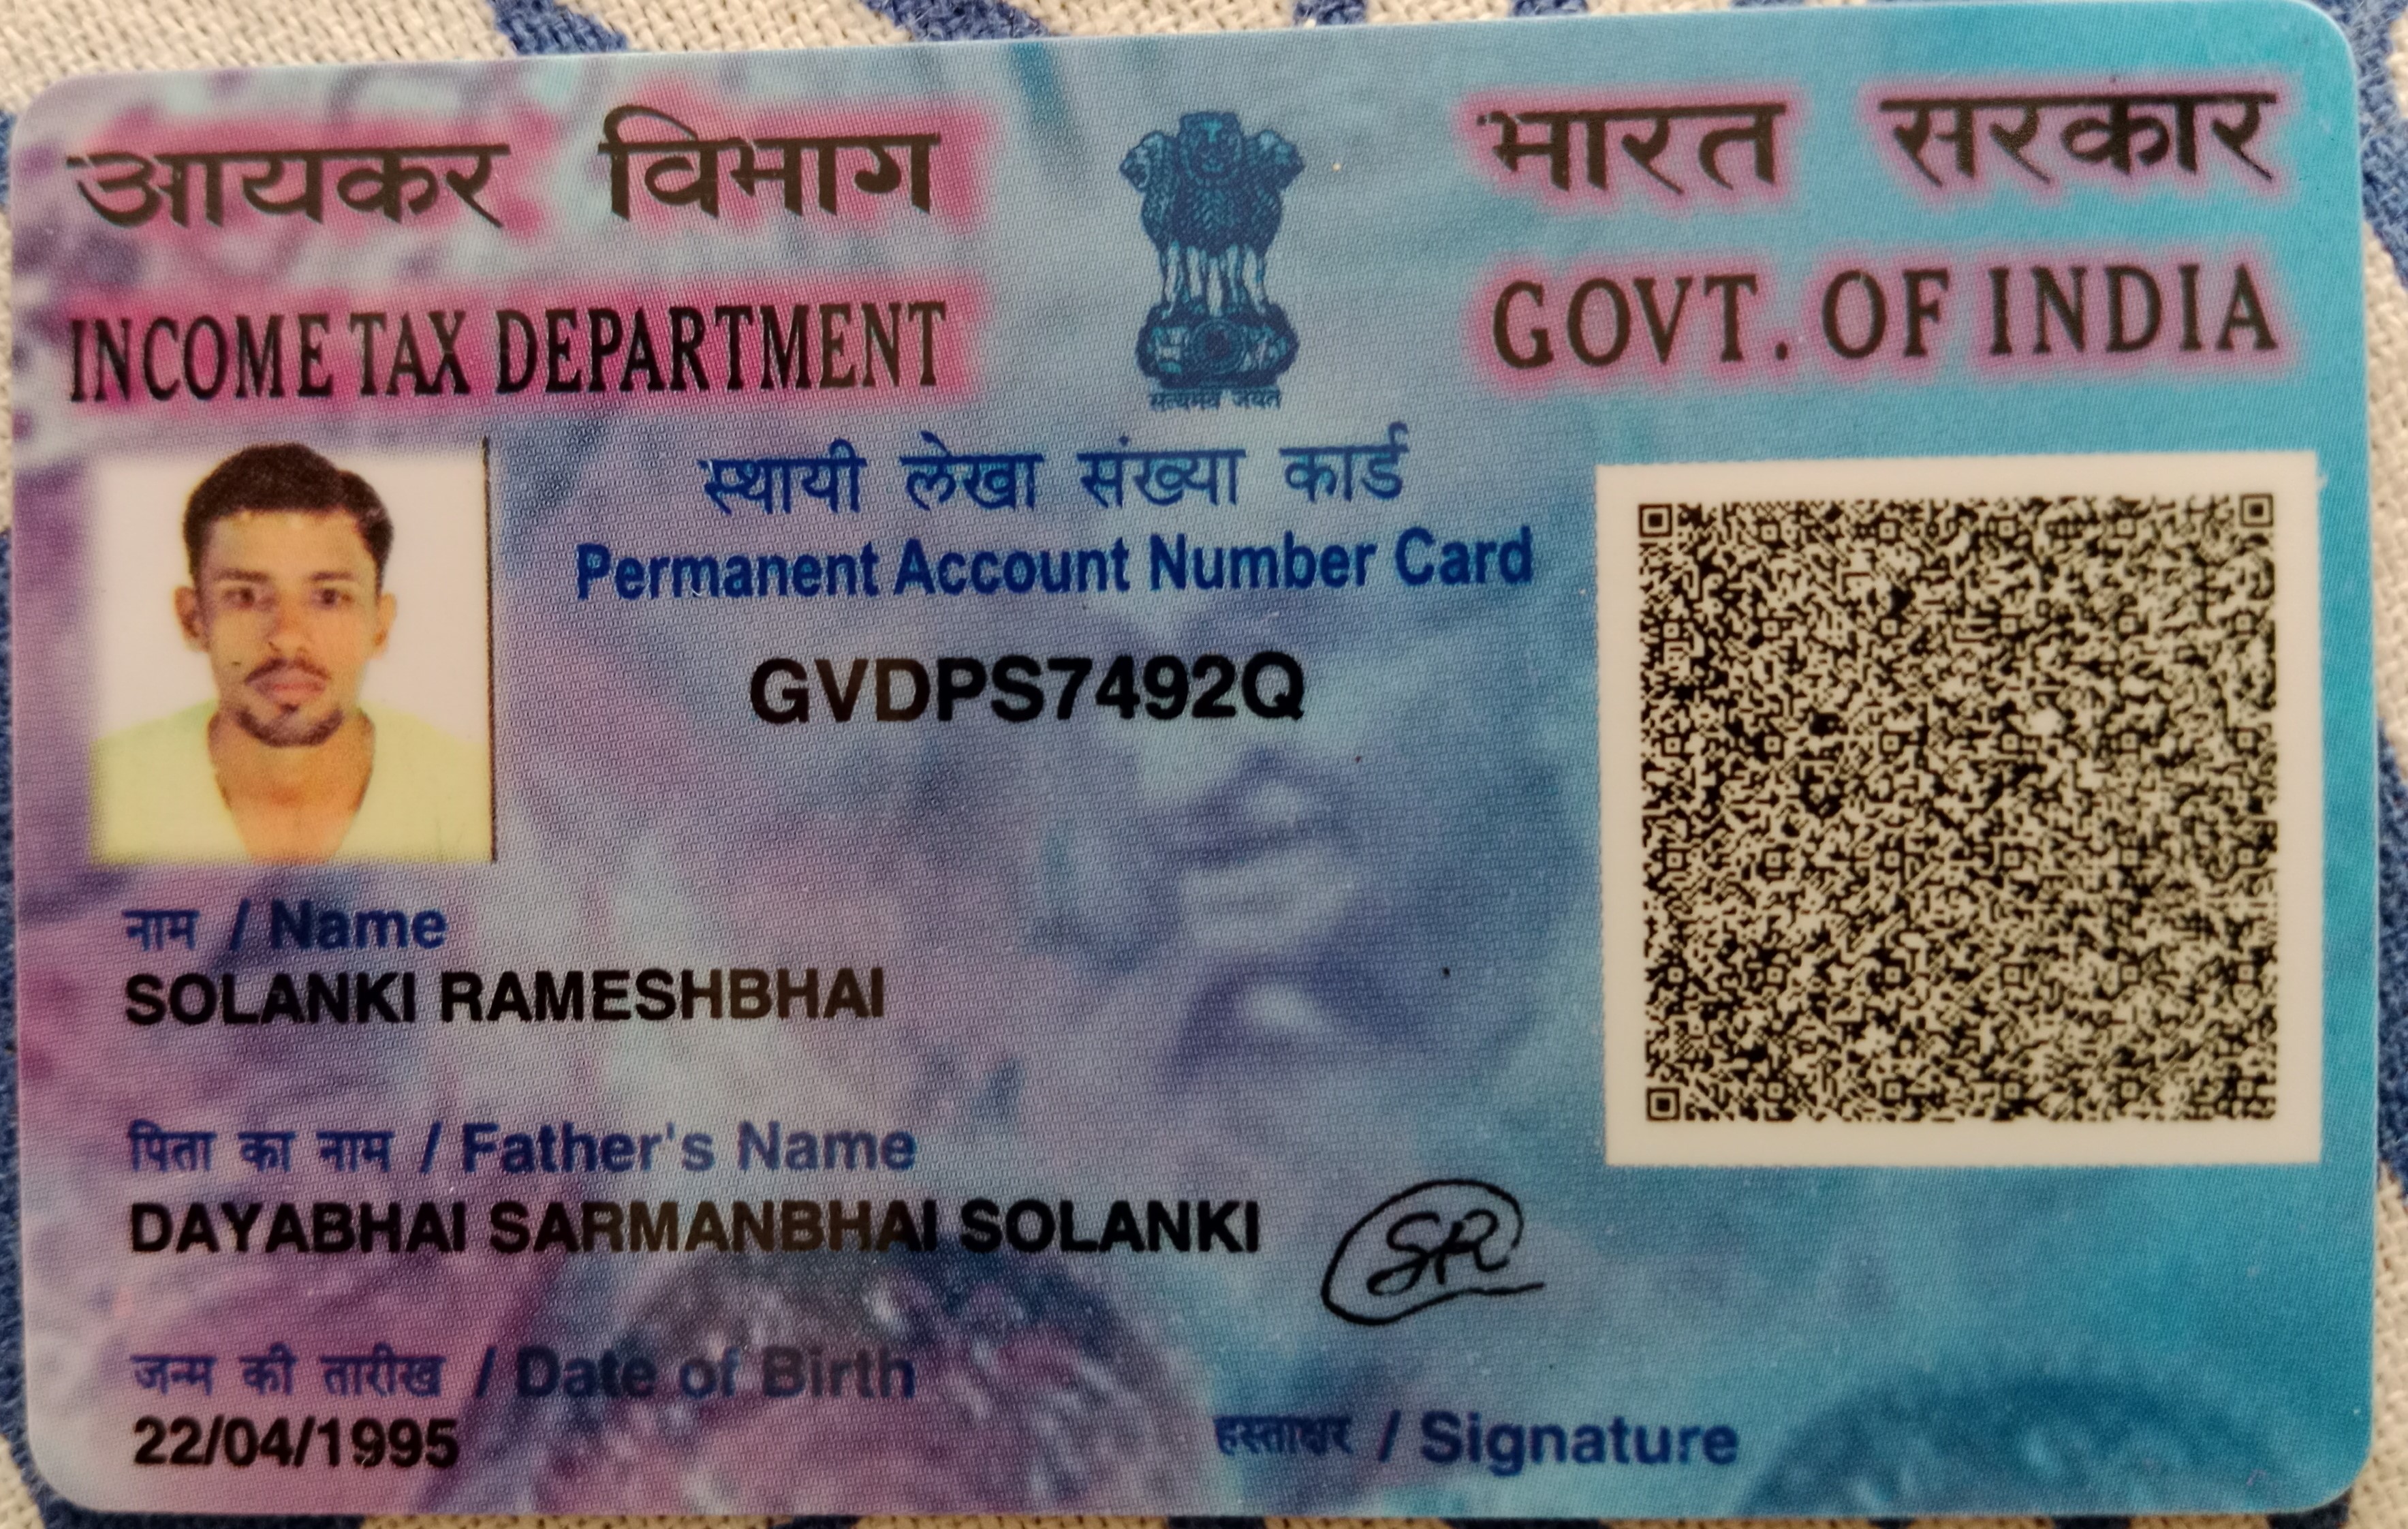 आयकर विभाग
INCOME TAX DEPARTMENT
सत्यमेव जयते
भारत सरकार
GOVT. OF INDIA
स्थायी लेखा संख्या कार्ड
Permanent Account Number Card
GVDPS7492Q
नाम / Name
SOLANKI RAMESHBHAI
पिता का नाम / Father's Name
DAYABHAI SARMANBHAI SOLANKI
SR
जन्म की तारीख / Date of Birth
22/04/1995
हस्ताक्षर / Signature